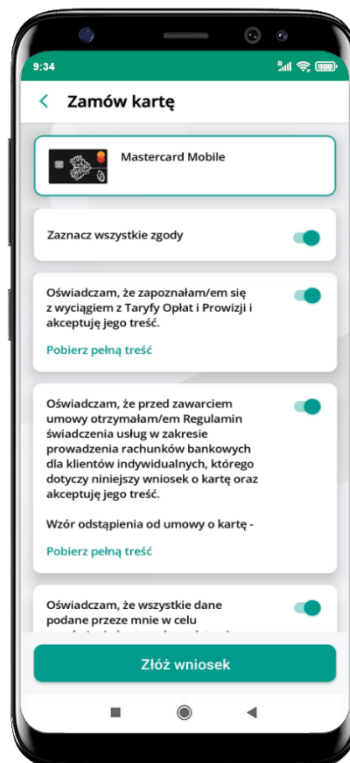 9:34
Zamów kartę
Mastercard Mobile
Zaznacz wszystkie zgody
Oświadczam, że zapoznałam/em się
z wyciągiem z Taryfy Opłat i Prowizji i
akceptuję jego treść.
Pobierz pełną treść
Oświadczam, że przed zawarciem
umowy otrzymałam/em Regulamin
świadczenia usług w zakresie
prowadzenia rachunków bankowych
dla klientów indywidualnych, którego
dotyczy niniejszy wniosek o kartę oraz
akceptuję jego treść.
Wzór odstąpienia od umowy o kartę -
Pobierz pełną treść
Oświadczam, że wszystkie dane
podane przeze mnie w celu
Złóż wniosek